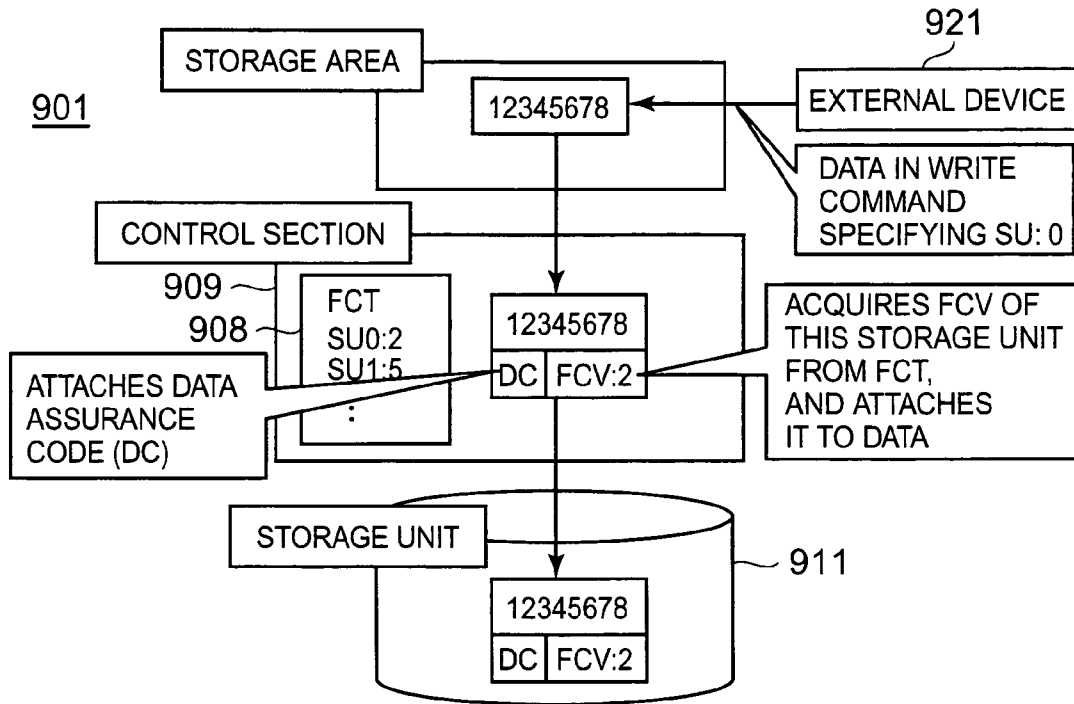 921
STORAGE AREA
901
12345678
EXTERNAL DEVICE
DATA IN WRITE
COMMAND
SPECIFYING SU: 0
CONTROL SECTION
909
908
FCT
SU0:2
SU1:5
:
12345678
DC
FCV:2
ACQUIRES FCV OF
THIS STORAGE UNIT
FROM FCT,
AND ATTACHES
IT TO DATA
ATTACHES DATA
ASSURANCE
CODE (DC)
STORAGE UNIT
911
12345678
DC
FCV:2